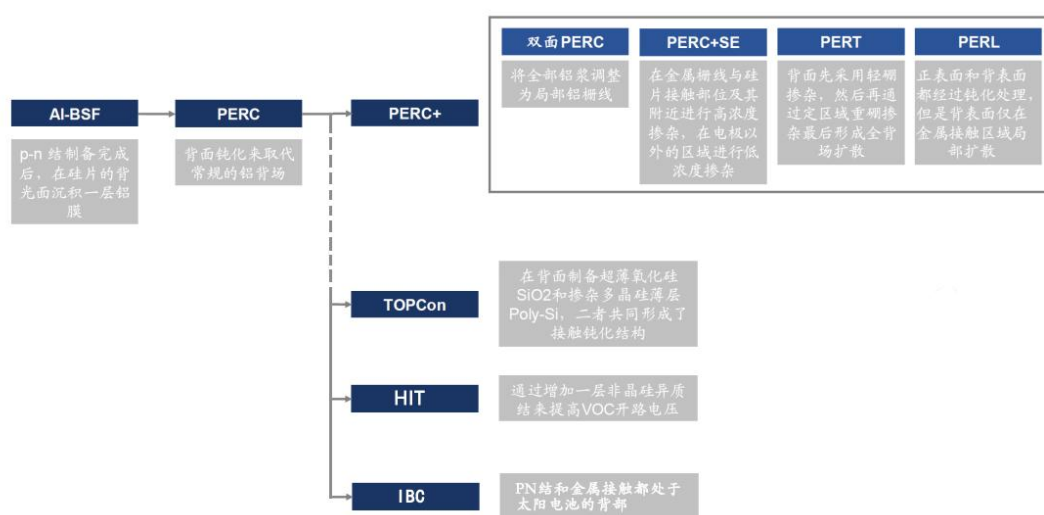 双面PERC
将全部铝浆调整
为局部铝栅线
PERC+SE
在金属栅线与硅
片接触部位及其
附近进行高浓度
掺杂，在电极以
外的区域进行低
浓度掺杂
PERT
背面先采用轻硼
掺杂，然后再通
过定区域重硼掺
杂最后形成全背
场扩散
PERL
正表面和背表面
都经过钝化处理，
但是背表面仅在
金属接触区域局
部扩散
Al-BSF
p-n 结制备完成
后，在硅片的背
光面沉积一层铝
膜
PERC
背面钝化来取代
常规的铝背场
PERC+
TOPCon
在背面制备超薄氧化硅
SiO2和掺杂多晶硅薄层
Poly-Si，二者共同形成了
接触钝化结构
HIT
通过增加一层非晶硅异质
结来提高VOC开路电压
IBC
PN结和金属接触都处于
太阳电池的背部